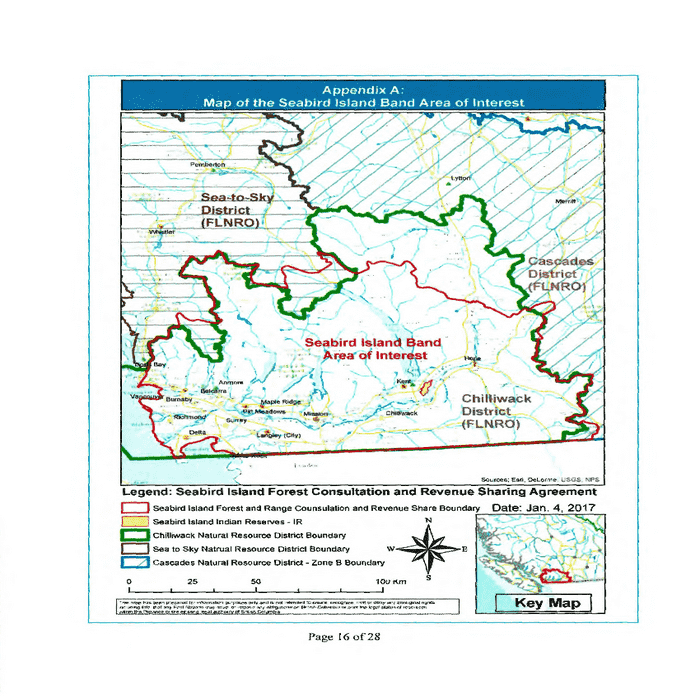 Appendix A:
Map of the Seabird Island Band Area of Interest
Pemberton
Lytton
Merritt
Sea-to-Sky
District
(FLNRO)
Whistler
Cascades
District
(FLNRO)
Seabird Island Band
Area of Interest
Hope
Bay
Kent
Anmore
Belcarra
Vancouver
Burnaby
Maple Ridge
Pitt Meadows
Chilliwack
District
(FLNRO)
Richmond
Surrey
Mission
Chilliwack
Delta
Langley (City)
Sources: Esri, DeLorme, USGS, NPS
Legend: Seabird Island Forest Consultation and Revenue Sharing Agreement
Seabird Island Forest and Range Counsulation and Revenue Share Boundary
Date: Jan. 4, 2017
Seabird Island Indian Reserves - IR
Chilliwack Natural Resource District Boundary
Sea to Sky Natrual Resource District Boundary
Cascades Natural Resource District - Zone B Boundary
N
W
E
S
0 25 50 100 Km
Key Map
Page 16 of 28